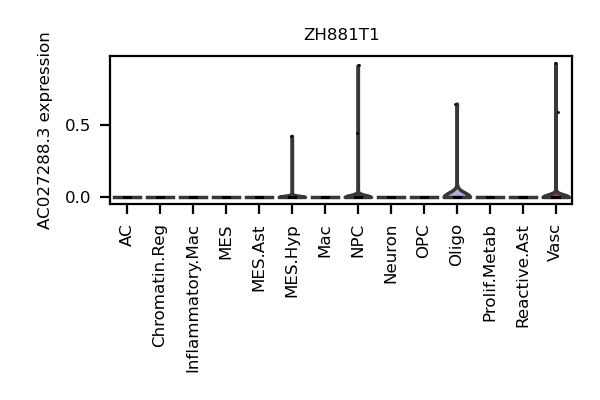 ZH881T1
AC027288.3 expression
0.5
0.0
AC
Chromatin.Reg
Inflammatory.Mac
MES
MES.Ast
MES.Hyp
Mac
NPC
Neuron
OPC
Oligo
Prolif.Metab
Reactive.Ast
Vasc